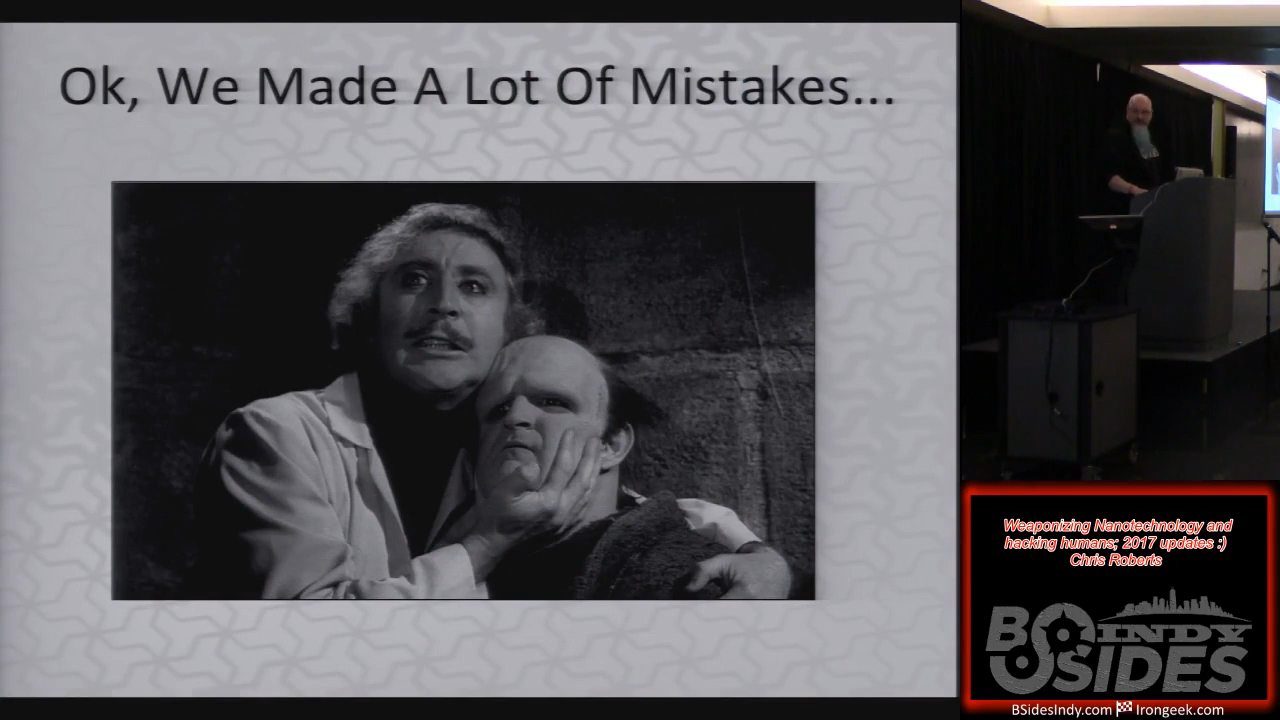 Ok, We Made A Lot Of Mistakes...
Weaponizing Nanotechnology and
hacking humans; 2017 updates :)
Chris Roberts
BSIDES
INDY
BSidesIndy.com Irongeek.com